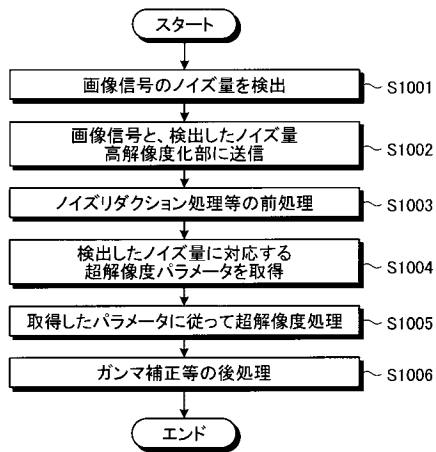 スタート
画像信号のノイズ量を検出
S1001
画像信号と、検出したノイズ量
高解像度化部に送信
S1002
ノイズリダクション処理等の前処理
S1003
検出したノイズ量に対応する
超解像度パラメータを取得
S1004
取得したパラメータに従って超解像度処理
S1005
ガンマ補正等の後処理
S1006
エンド